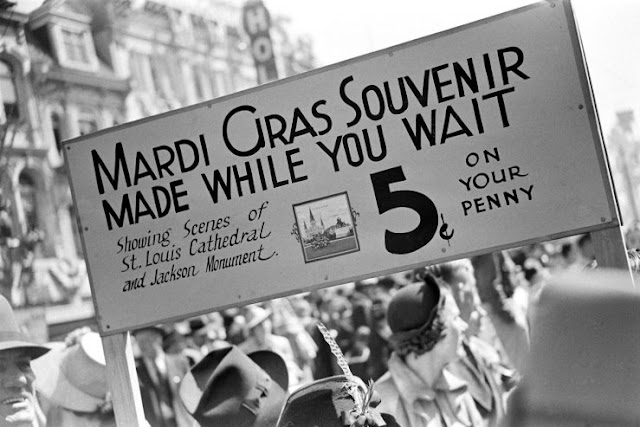 HO
MARDI GRAS SOUVENIR
MADE WHILE YOU WAIT
Showing Scenes of
St. Louis Cathedral
and Jackson Monument.
5¢
ON
YOUR
PENNY